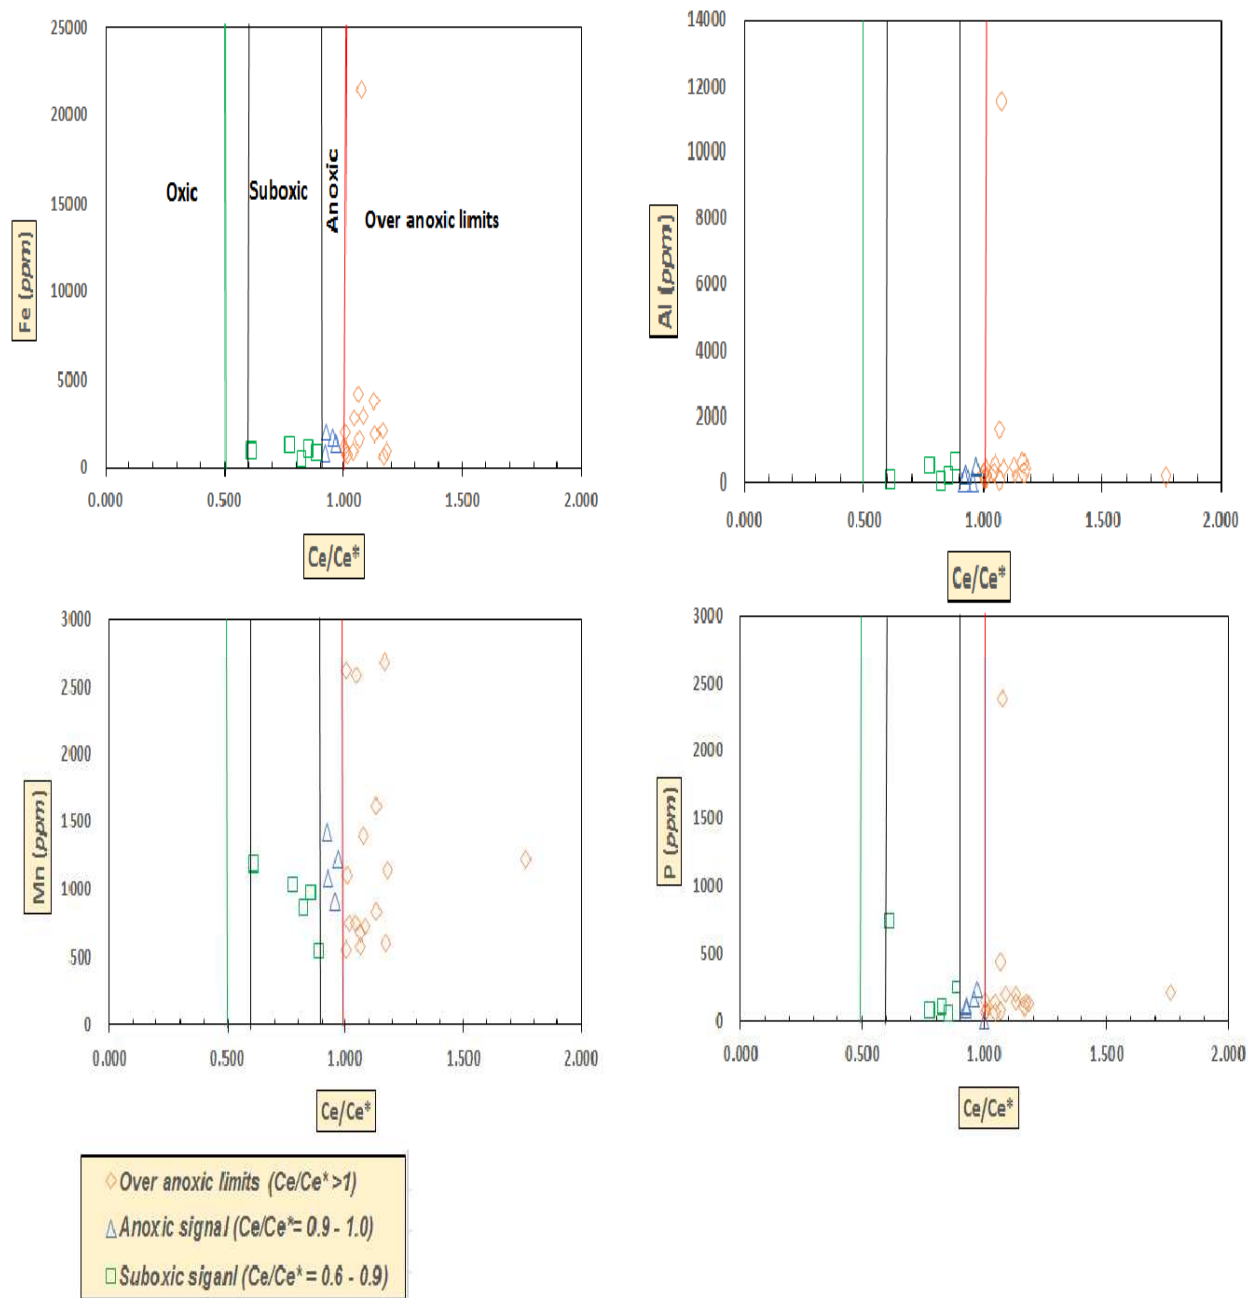 25000
20000
15000
10000
5000
0
Fe (ppm)
Oxic
Suboxic
Anoxic
Over anoxic limits
0.000 0.500 1.000 1.500 2.000
Ce/Ce*
14000
12000
10000
8000
6000
4000
2000
0
Al (ppm)
0.000 0.500 1.000 1.500 2.000
Ce/Ce*
3000
2500
2000
1500
1000
500
0
Mn (ppm)
0.000 0.500 1.000 1.500 2.000
Ce/Ce*
3000
2500
2000
1500
1000
500
0
P (ppm)
0.000 0.500 1.000 1.500 2.000
Ce/Ce*
Over anoxic limits (Ce/Ce* >1)
Anoxic signal (Ce/Ce*= 0.9 - 1.0)
Suboxic siganl (Ce/Ce* = 0.6 - 0.9)